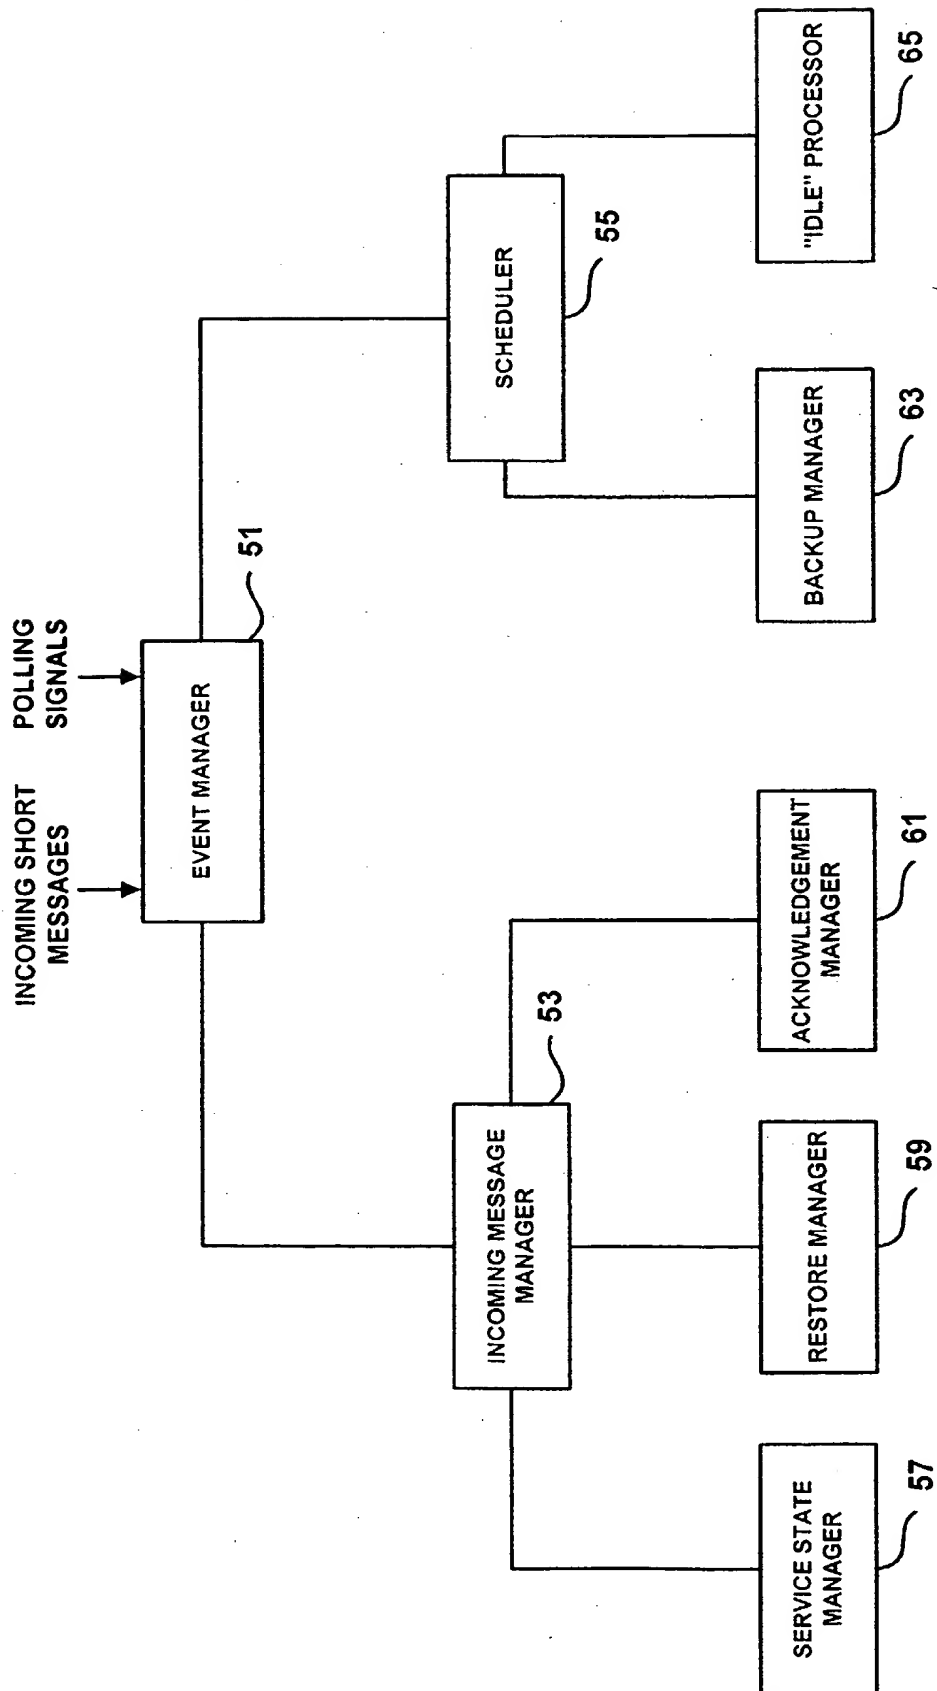 INCOMING SHORT
MESSAGES
POLLING
SIGNALS
EVENT MANAGER
51
INCOMING MESSAGE
MANAGER
53
SCHEDULER
55
SERVICE STATE
MANAGER
57
RESTORE MANAGER
59
ACKNOWLEDGEMENT
MANAGER
61
BACKUP MANAGER
63
"IDLE" PROCESSOR
65